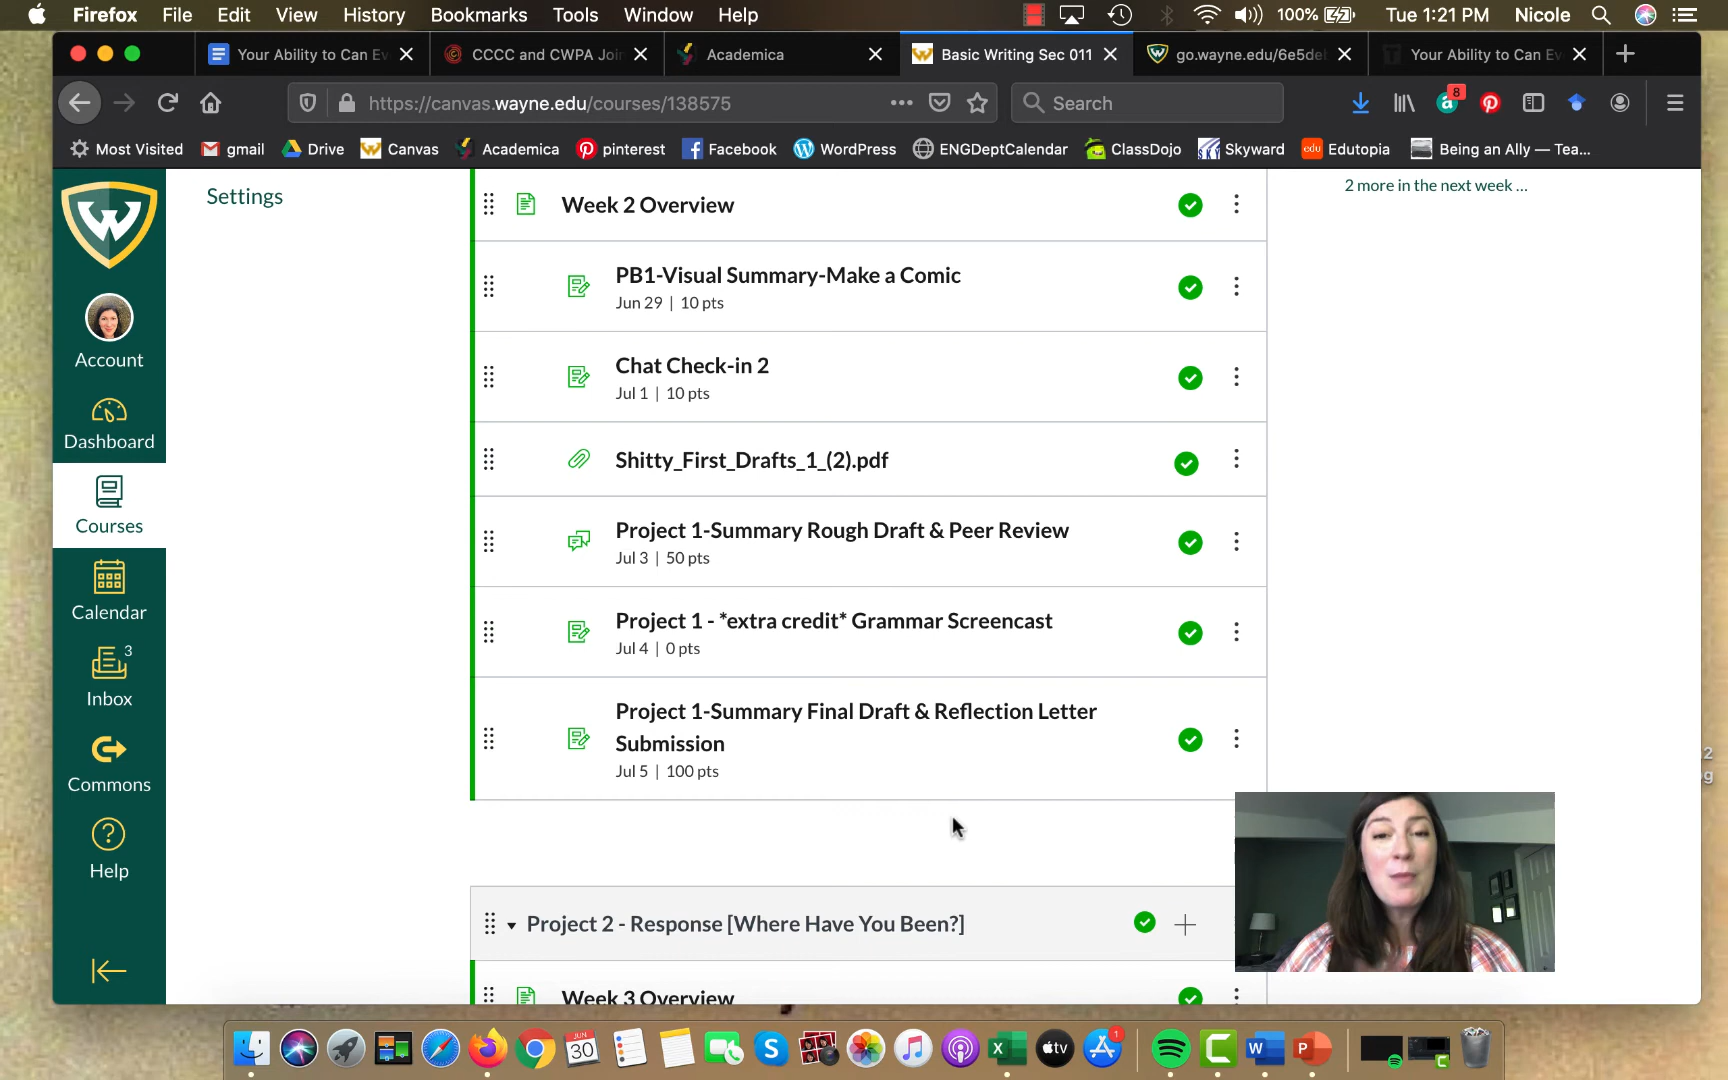 Firefox File Edit View History Bookmarks Tools Window Help 100% Tue 1:21 PM Nicole
Your Ability to Can Ev CCCC and CWPA Join Academica Basic Writing Sec 011 go.wayne.edu/6e5de Your Ability to Can Ev
https://canvas.wayne.edu/courses/138575 Search 8
Most Visited gmail Drive Canvas Academica pinterest Facebook WordPress ENGDeptCalendar ClassDojo Skyward edu Edutopia Being an Ally — Tea...
W
Settings
2 more in the next week ...
Week 2 Overview
PB1-Visual Summary-Make a Comic
Jun 29 | 10 pts
Chat Check-in 2
Jul 1 | 10 pts
Shitty_First_Drafts_1_(2).pdf
Project 1-Summary Rough Draft & Peer Review
Jul 3 | 50 pts
Project 1 - *extra credit* Grammar Screencast
Jul 4 | 0 pts
Project 1-Summary Final Draft & Reflection Letter
Submission
Jul 5 | 100 pts
Project 2 - Response [Where Have You Been?]
Week 3 Overview
Account
Dashboard
Courses
Calendar
3
Inbox
Commons
Help
2
JUN
30
S
X
tv
1
C
W
P